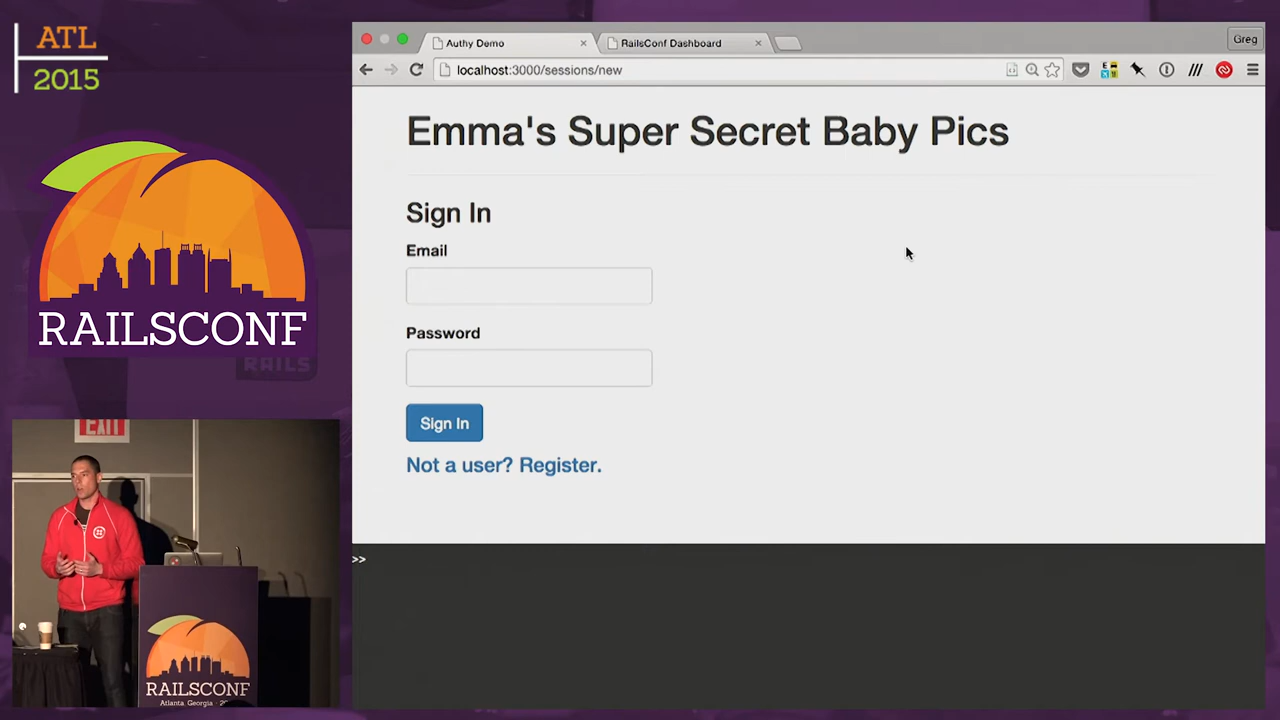 ATL
2015
RAILSCONF
RAILS
EXIT
RAILSCONF
Authy Demo
RailsConf Dashboard
Greg
localhost:3000/sessions/new
Emma's Super Secret Baby Pics
Sign In
Email
Password
Sign In
Not a user? Register.
>>